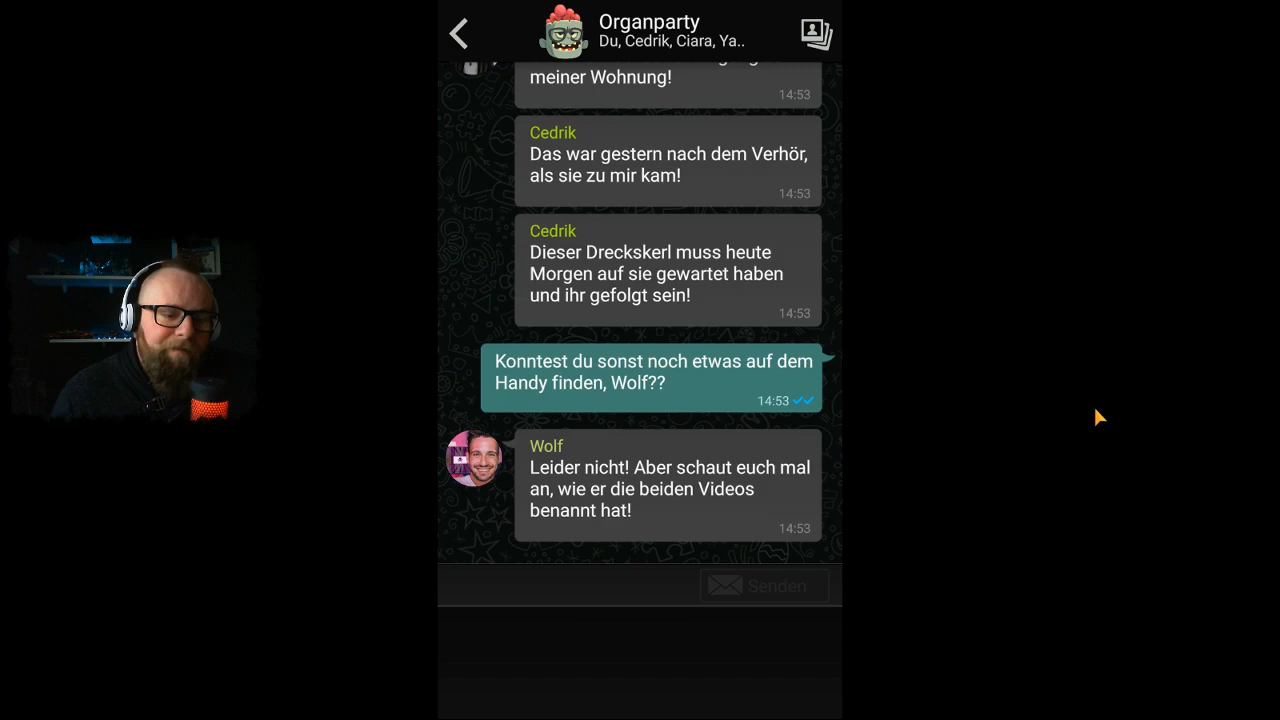 Organparty
Du, Cedrik, Ciara, Ya..
meiner Wohnung!
14:53
Cedrik
Das war gestern nach dem Verhör,
als sie zu mir kam!
14:53
Cedrik
Dieser Dreckskerl muss heute
Morgen auf sie gewartet haben
und ihr gefolgt sein!
14:53
Konntest du sonst noch etwas auf dem
Handy finden, Wolf??
14:53
Wolf
Leider nicht! Aber schaut euch mal
an, wie er die beiden Videos
benannt hat!
14:53
Senden